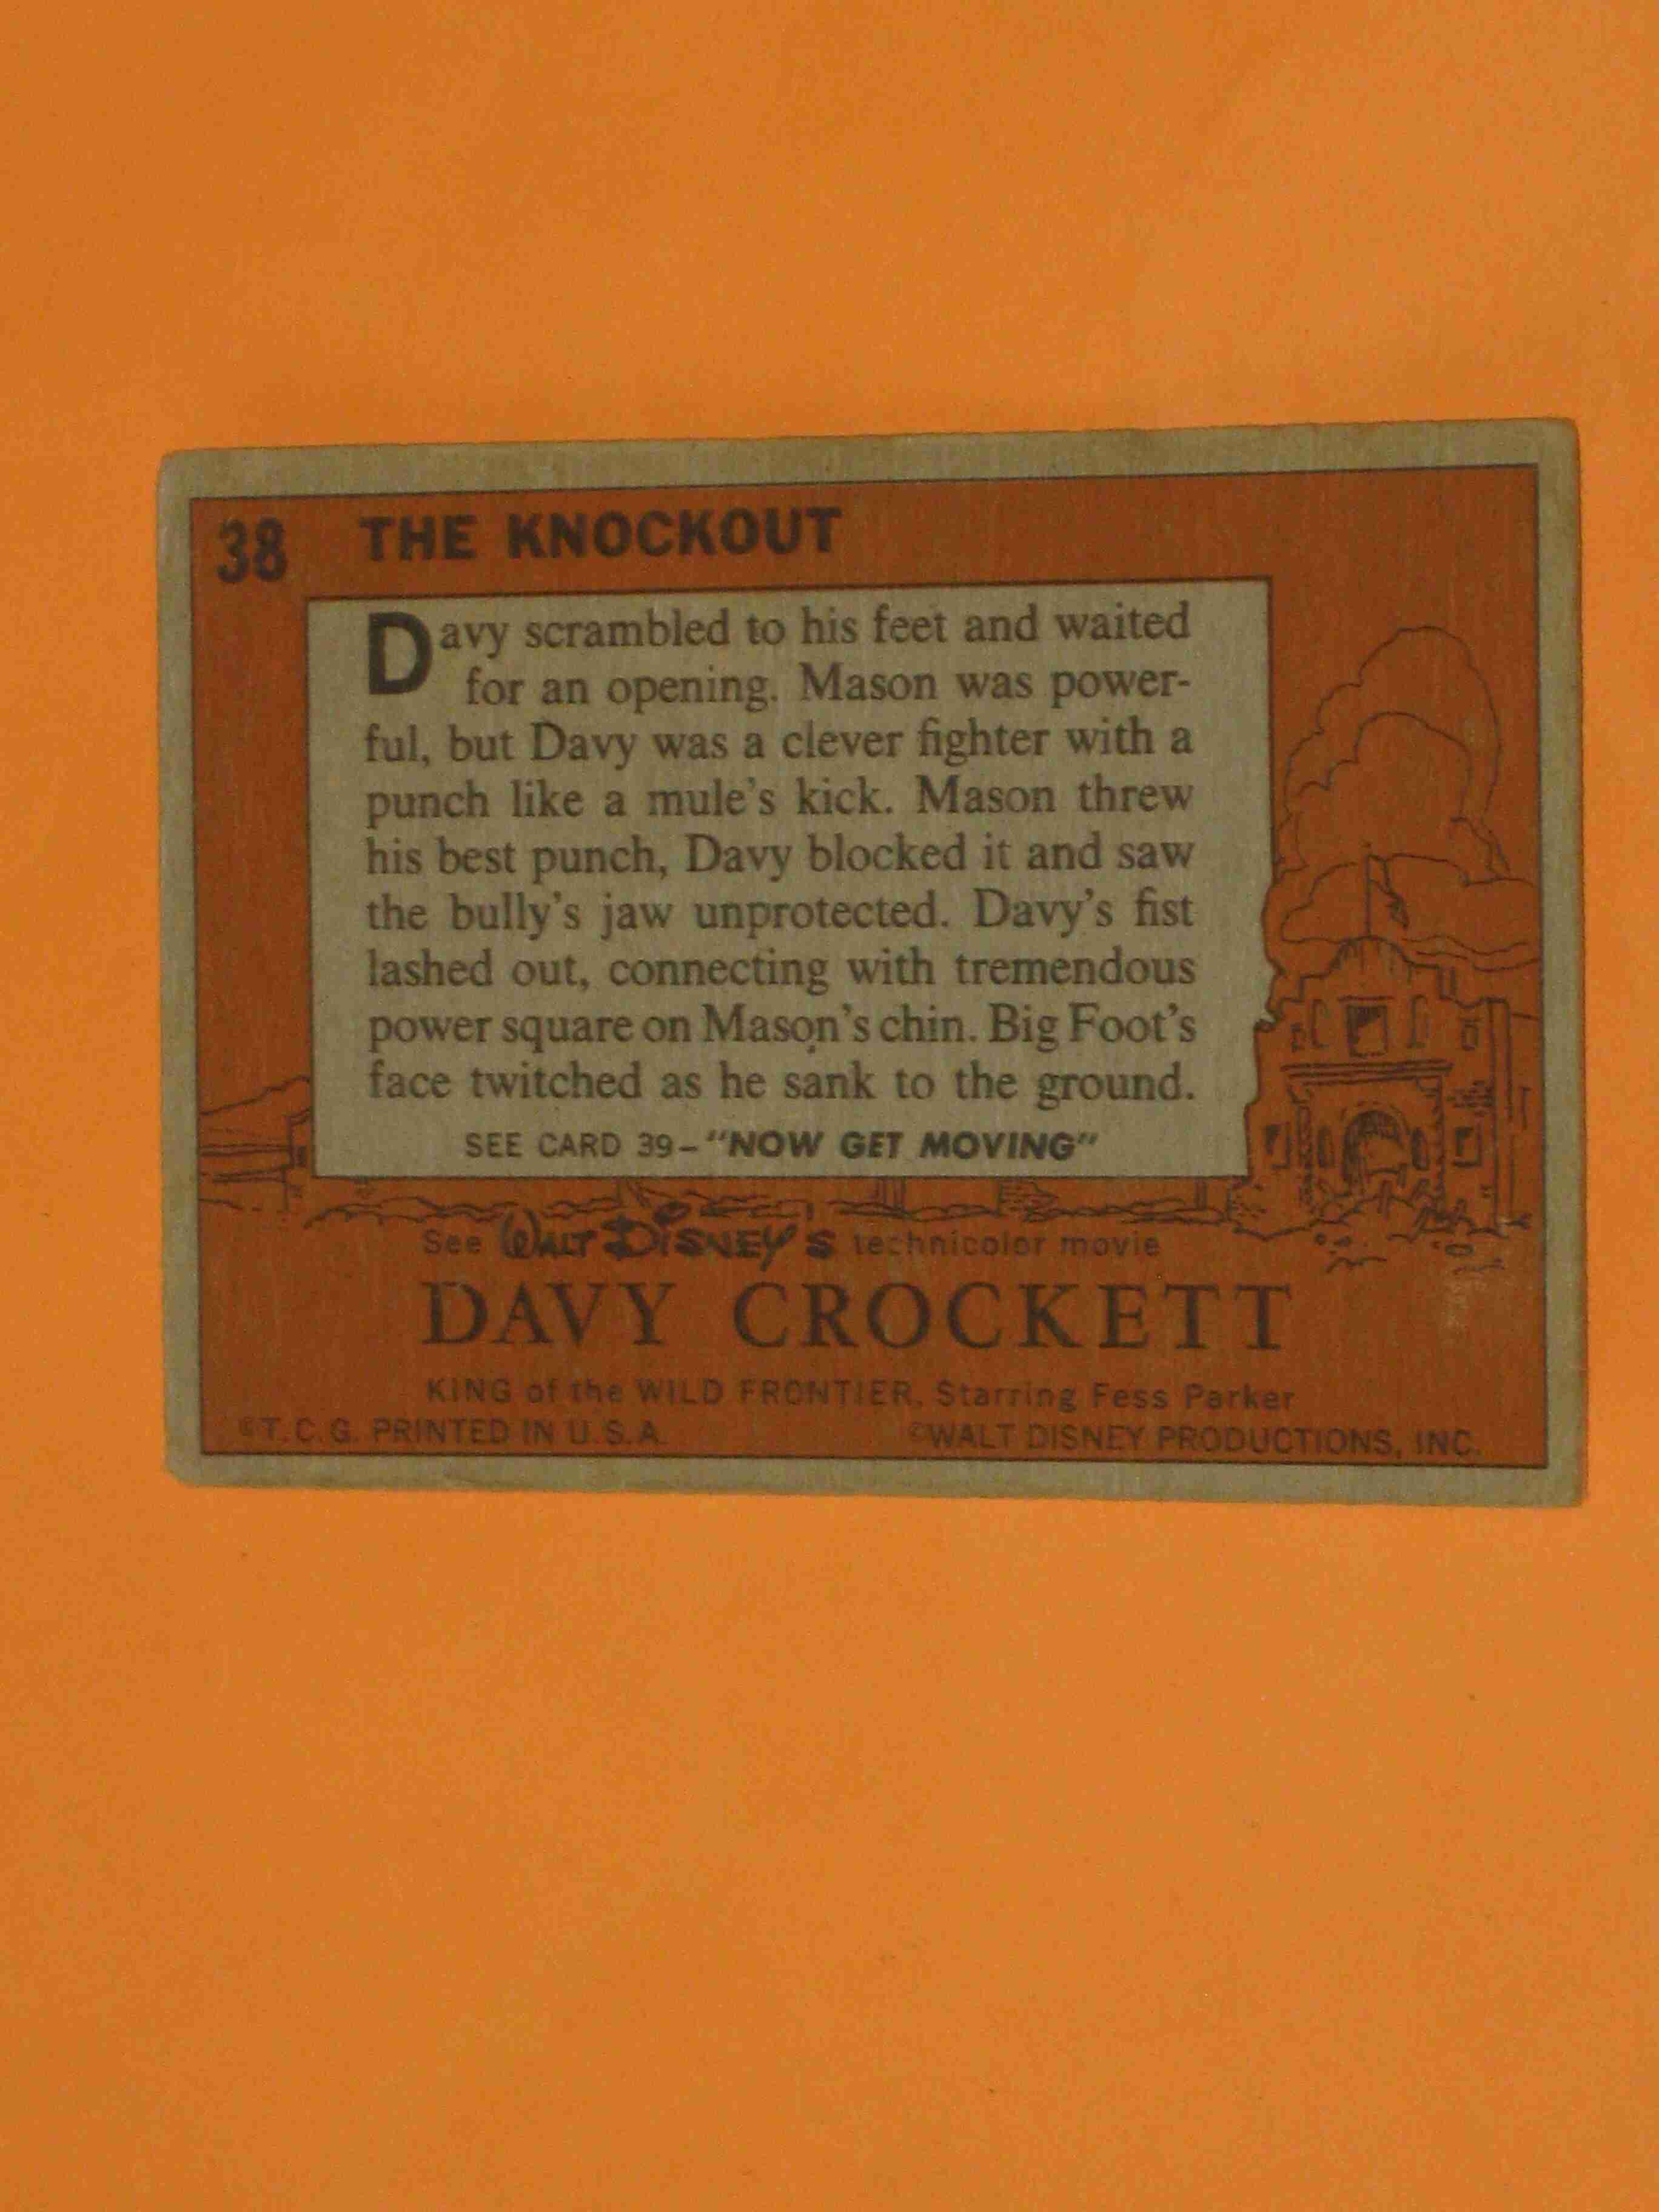 38 THE KNOCKOUT
Davy scrambled to his feet and waited
for an opening. Mason was power-
ful, but Davy was a clever fighter with a
punch like a mule's kick. Mason threw
his best punch, Davy blocked it and saw
the bully's jaw unprotected. Davy's fist
lashed out, connecting with tremendous
power square on Mason's chin. Big Foot's
face twitched as he sank to the ground.
SEE CARD 39-"NOW GET MOVING"
See WALT DISNEY'S technicolor movie
DAVY CROCKETT
KING of the WILD FRONTIER, Starring Fess Parker
©T.C.G. PRINTED IN U.S.A. ©WALT DISNEY PRODUCTIONS, INC.